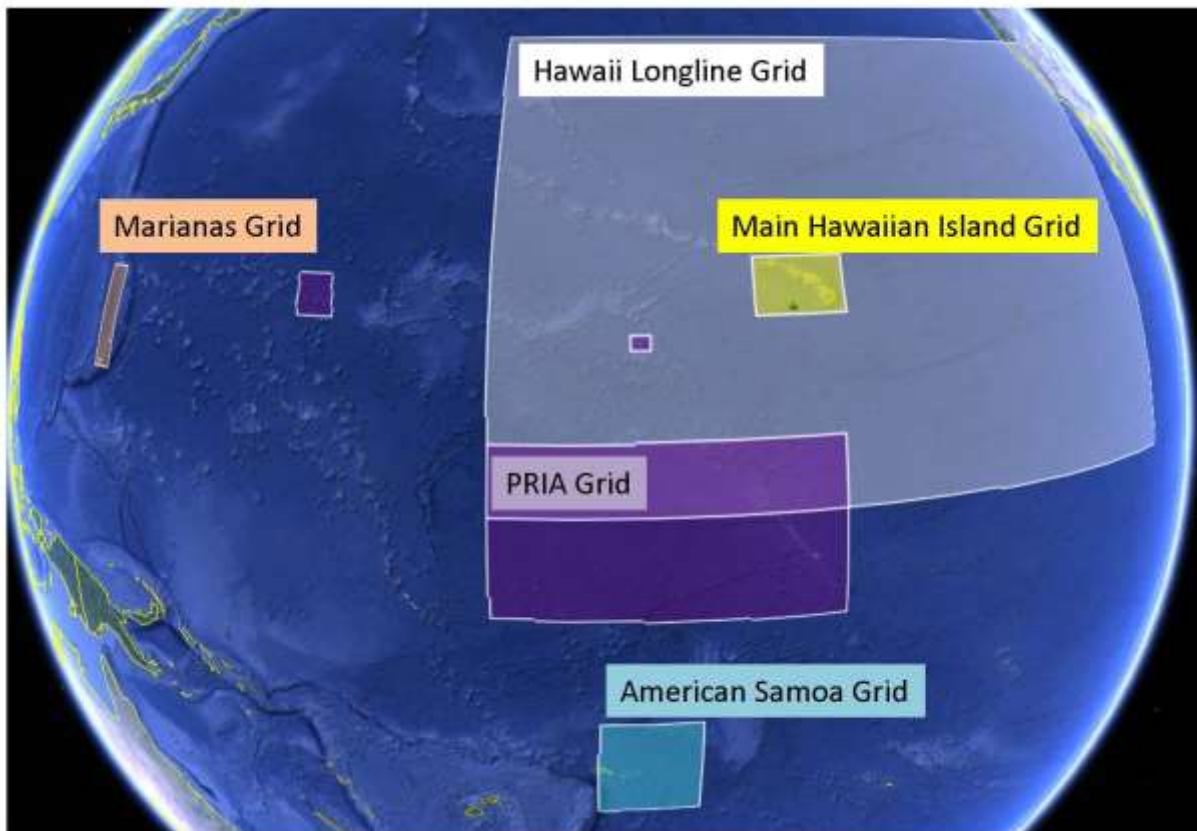 Hawaii Longline Grid
Marianas Grid
Main Hawaiian Island Grid
PRIA Grid
American Samoa Grid